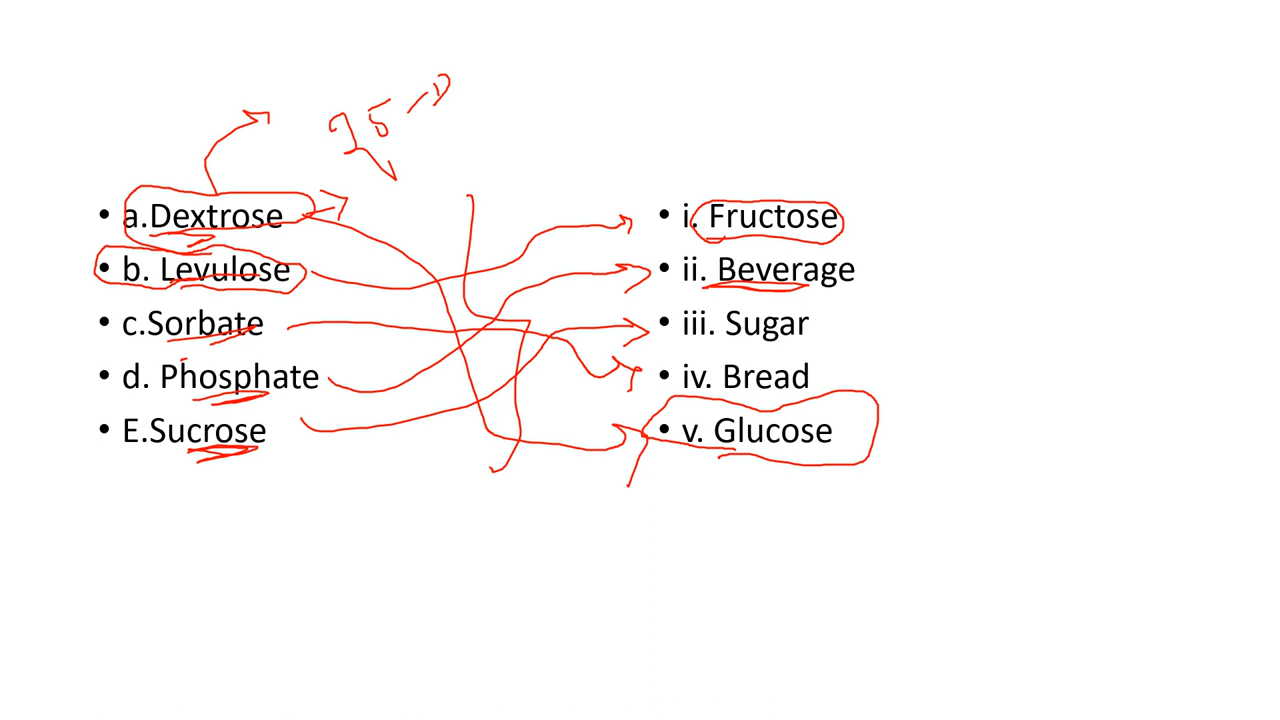 • a.Dextrose
• b. Levulose
• c.Sorbate
• d. Phosphate
• E.Sucrose
• i. Fructose
• ii. Beverage
• iii. Sugar
• iv. Bread
• v. Glucose